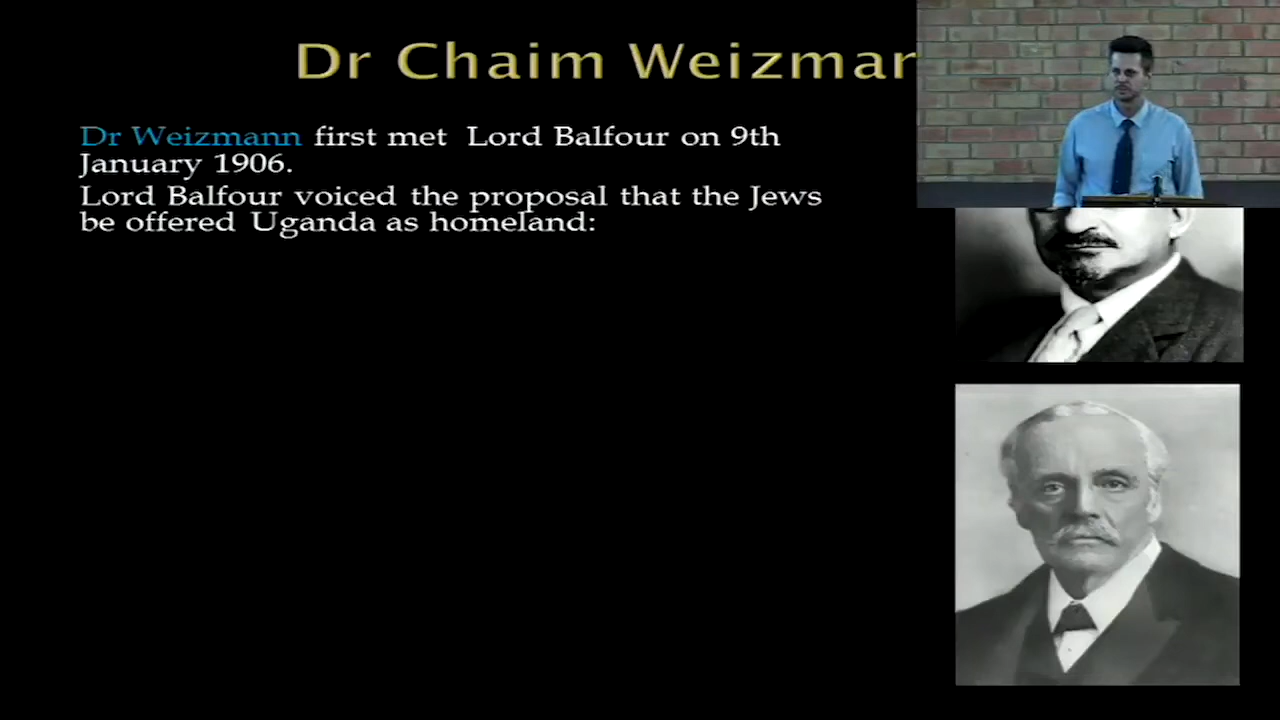 Dr Chaim Weizman
Dr Weizmann first met Lord Balfour on 9th
January 1906.
Lord Balfour voiced the proposal that the Jews
be offered Uganda as homeland: